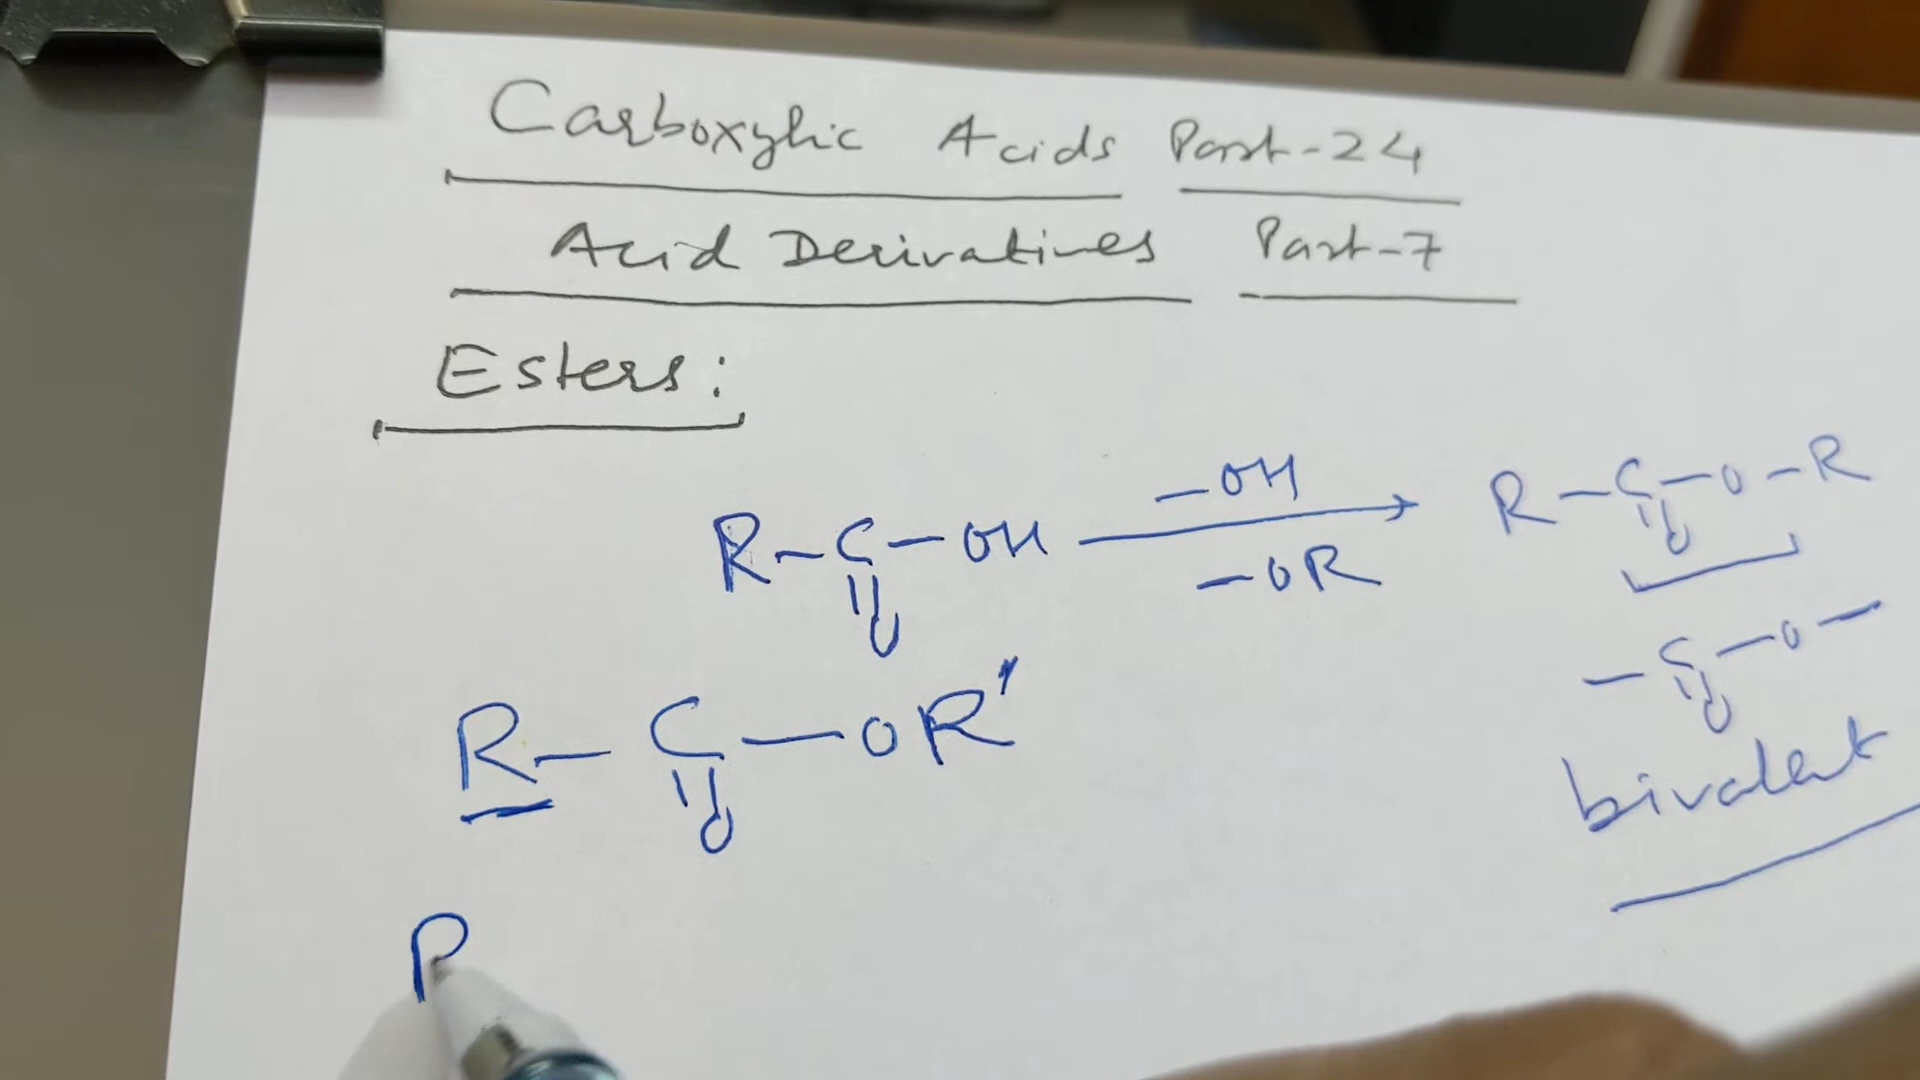 Carboxylic Acids Part-24
Acid Derivatives Part-7
Esters:
R-C-OH -OH R-C-O-R
O -OR O
-C-O-
O
R-C-OR'
O
bivalent
P